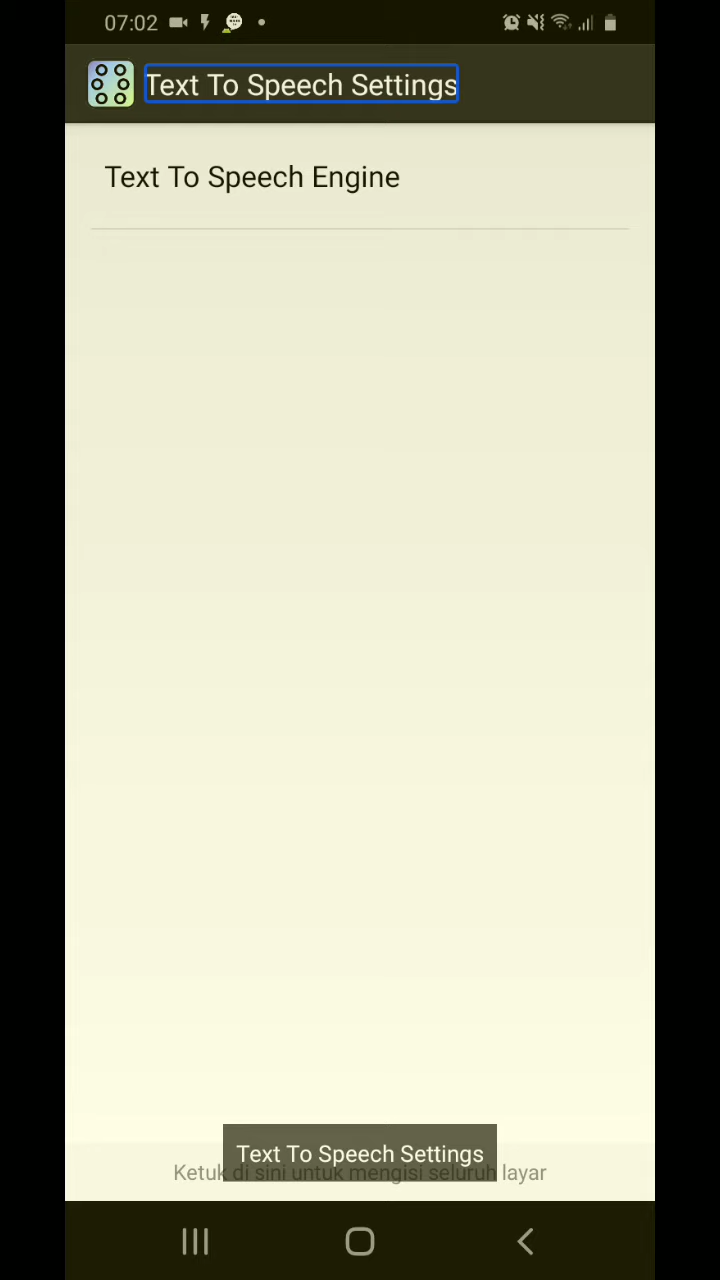 07:02
Text To Speech Settings
Text To Speech Engine
Text To Speech Settings
Ketuk di sini untuk mengisi seluruh layar